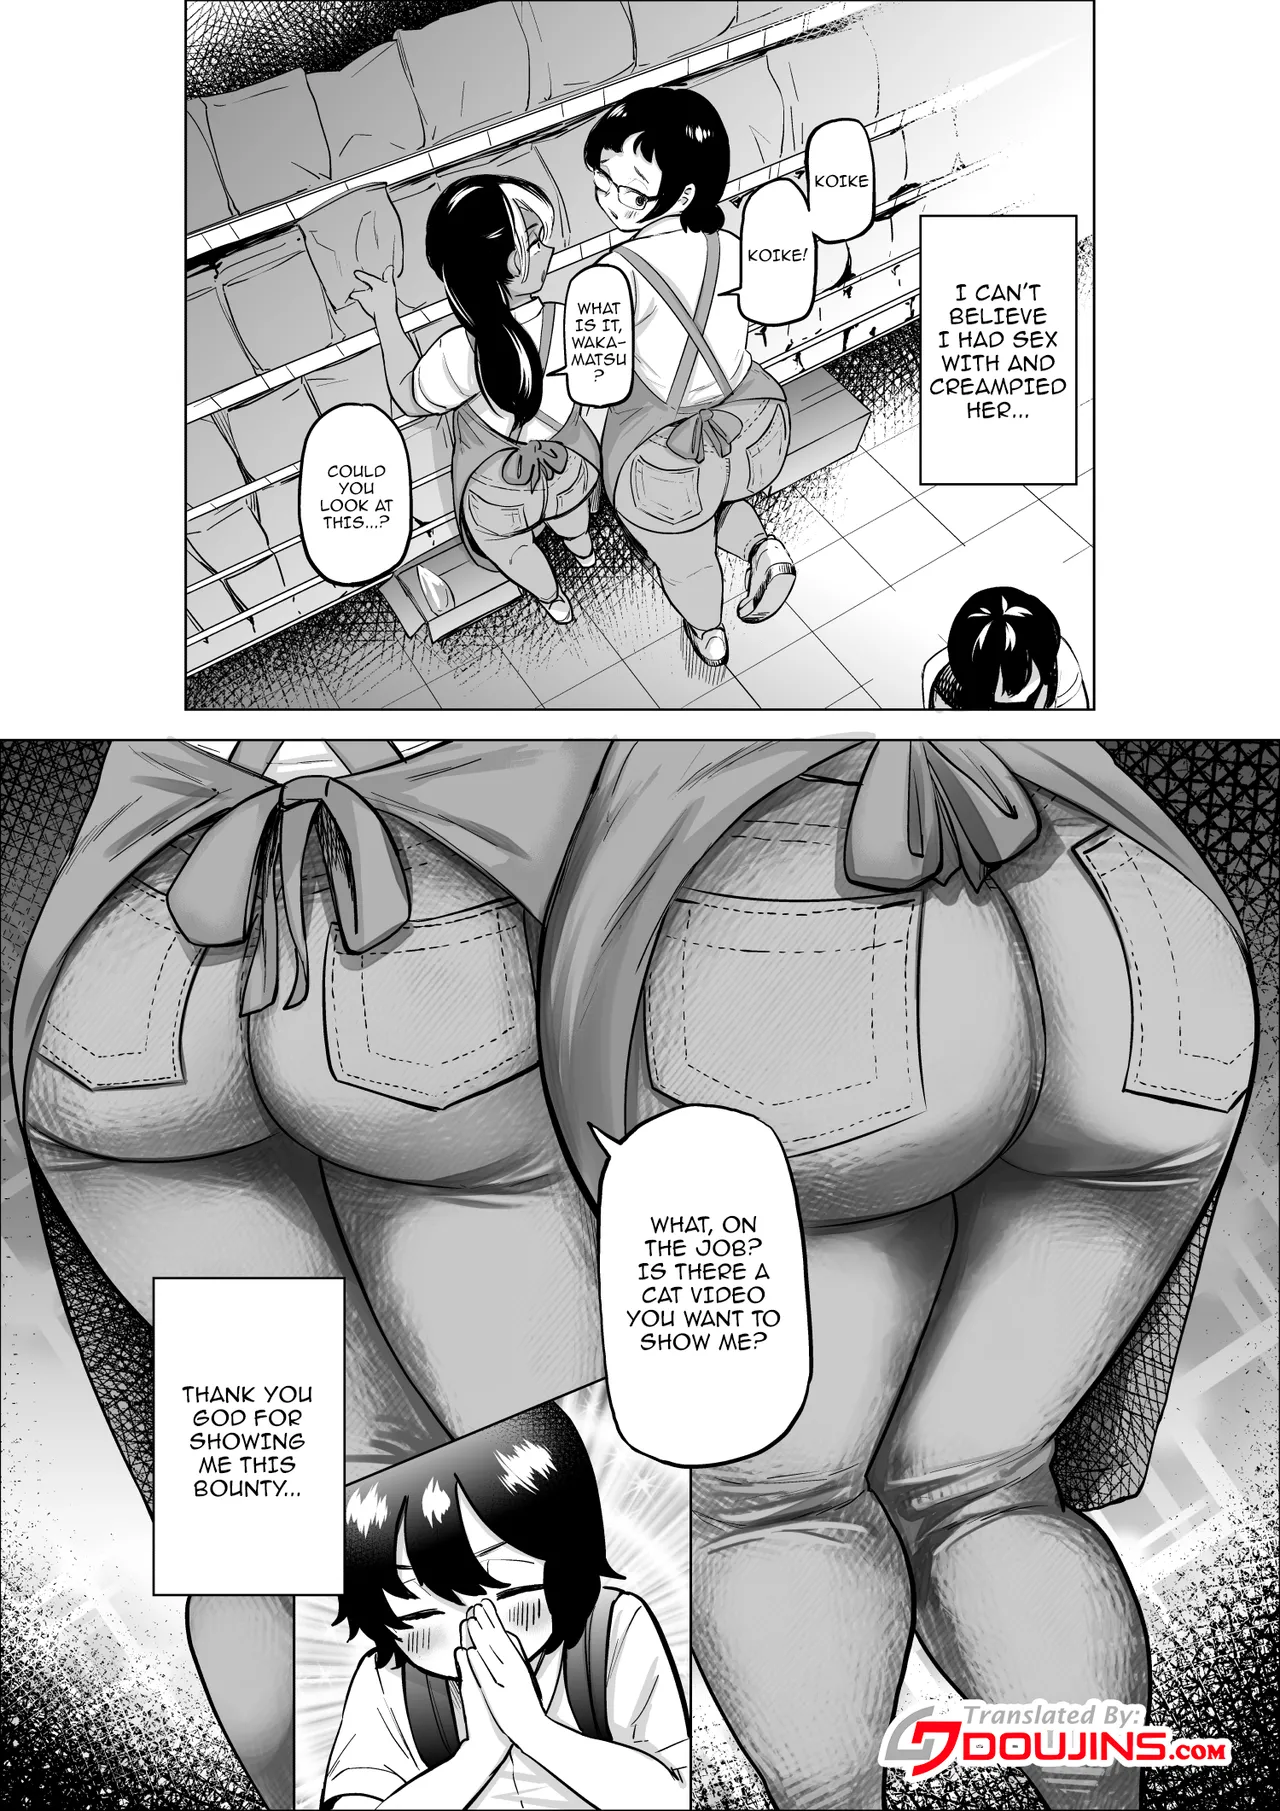 KOIKE
KOIKE!
I CAN'T
BELIEVE
I HAD SEX
WITH AND
CREAMPIED
HER...
WHAT
IS IT,
WAKA-
MATSU
?
COULD
YOU
LOOK AT
THIS...?
WHAT, ON
THE JOB?
IS THERE A
CAT VIDEO
YOU WANT TO
SHOW ME?
THANK YOU
GOD FOR
SHOWING
ME THIS
BOUNTY...
Translated By:
DOUJINS.COM